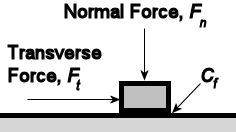 Normal Force, Fn
Transverse
Force, Ft
Cf